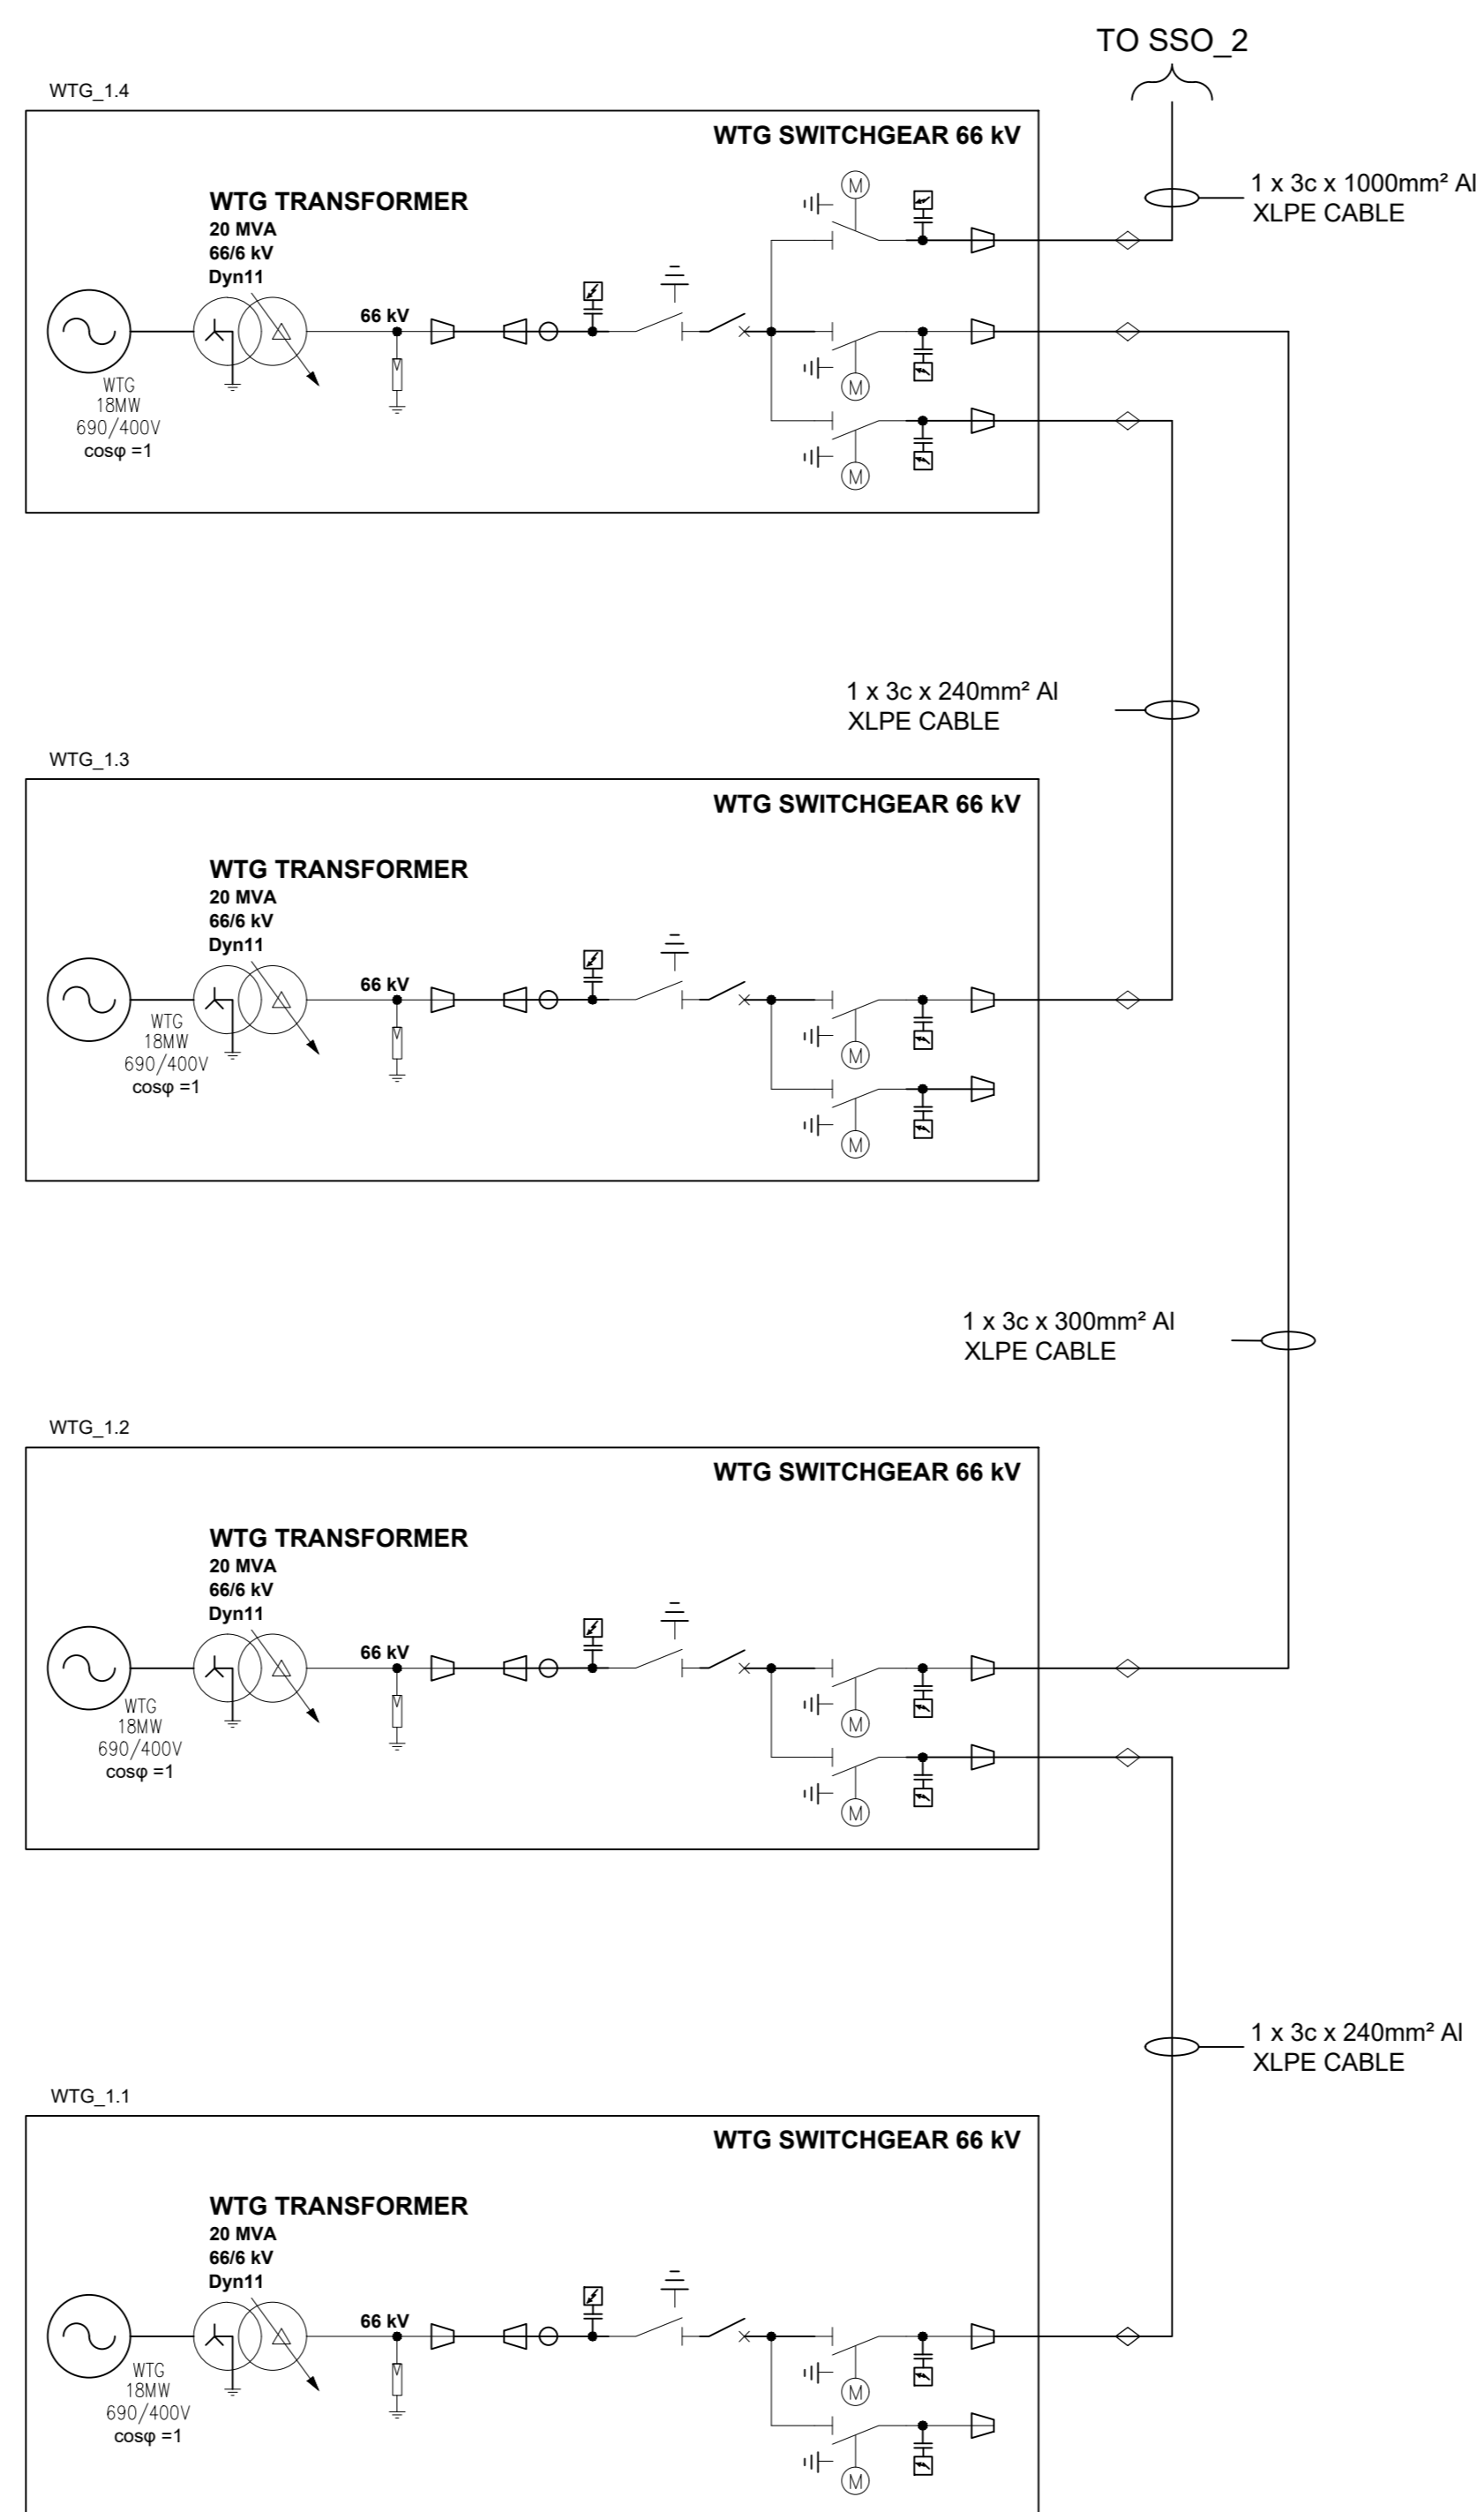 TO SSO_2
WTG_1.4
WTG SWITCHGEAR 66 kV
1 x 3c x 1000mm² Al
XLPE CABLE
WTG TRANSFORMER
20 MVA
66/6 kV
Dyn11
M
66 kV
WTG
18MW
690/400V
cosφ =1
M
M
1 x 3c x 240mm² Al
XLPE CABLE
WTG_1.3
WTG SWITCHGEAR 66 kV
WTG TRANSFORMER
20 MVA
66/6 kV
Dyn11
66 kV
WTG
18MW
690/400V
cosφ =1
M
M
1 x 3c x 300mm² Al
XLPE CABLE
WTG_1.2
WTG SWITCHGEAR 66 kV
WTG TRANSFORMER
20 MVA
66/6 kV
Dyn11
66 kV
WTG
18MW
690/400V
cosφ =1
M
M
1 x 3c x 240mm² Al
XLPE CABLE
WTG_1.1
WTG SWITCHGEAR 66 kV
WTG TRANSFORMER
20 MVA
66/6 kV
Dyn11
66 kV
WTG
18MW
690/400V
cosφ =1
M
M